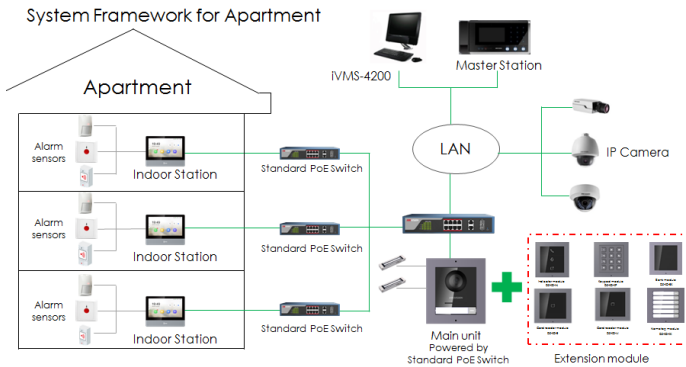 System Framework for Apartment
iVMS-4200
Master Station
Apartment
LAN
IP Camera
Alarm
sensors
Indoor Station
Standard PoE Switch
Alarm
sensors
Indoor Station
Standard PoE Switch
Alarm
sensors
Indoor Station
Standard PoE Switch
Main unit
Powered by
Standard PoE Switch
Extension module